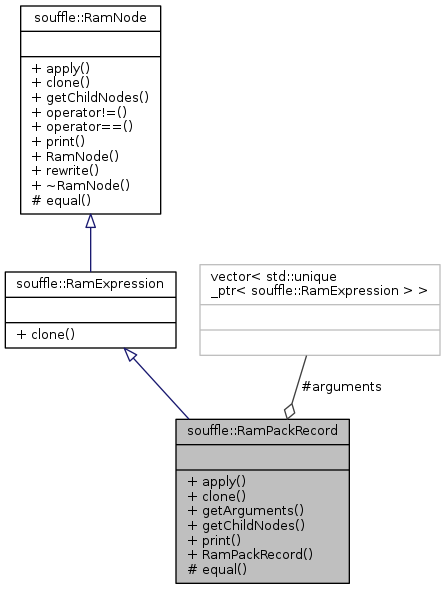 souffle::RamNode
+ apply()
+ clone()
+ getChildNodes()
+ operator!=()
+ operator==()
+ print()
+ RamNode()
+ rewrite()
+ ~RamNode()
# equal()
souffle::RamExpression
+ clone()
vector< std::unique
_ptr< souffle::RamExpression > >
#arguments
souffle::RamPackRecord
+ apply()
+ clone()
+ getArguments()
+ getChildNodes()
+ print()
+ RamPackRecord()
# equal()